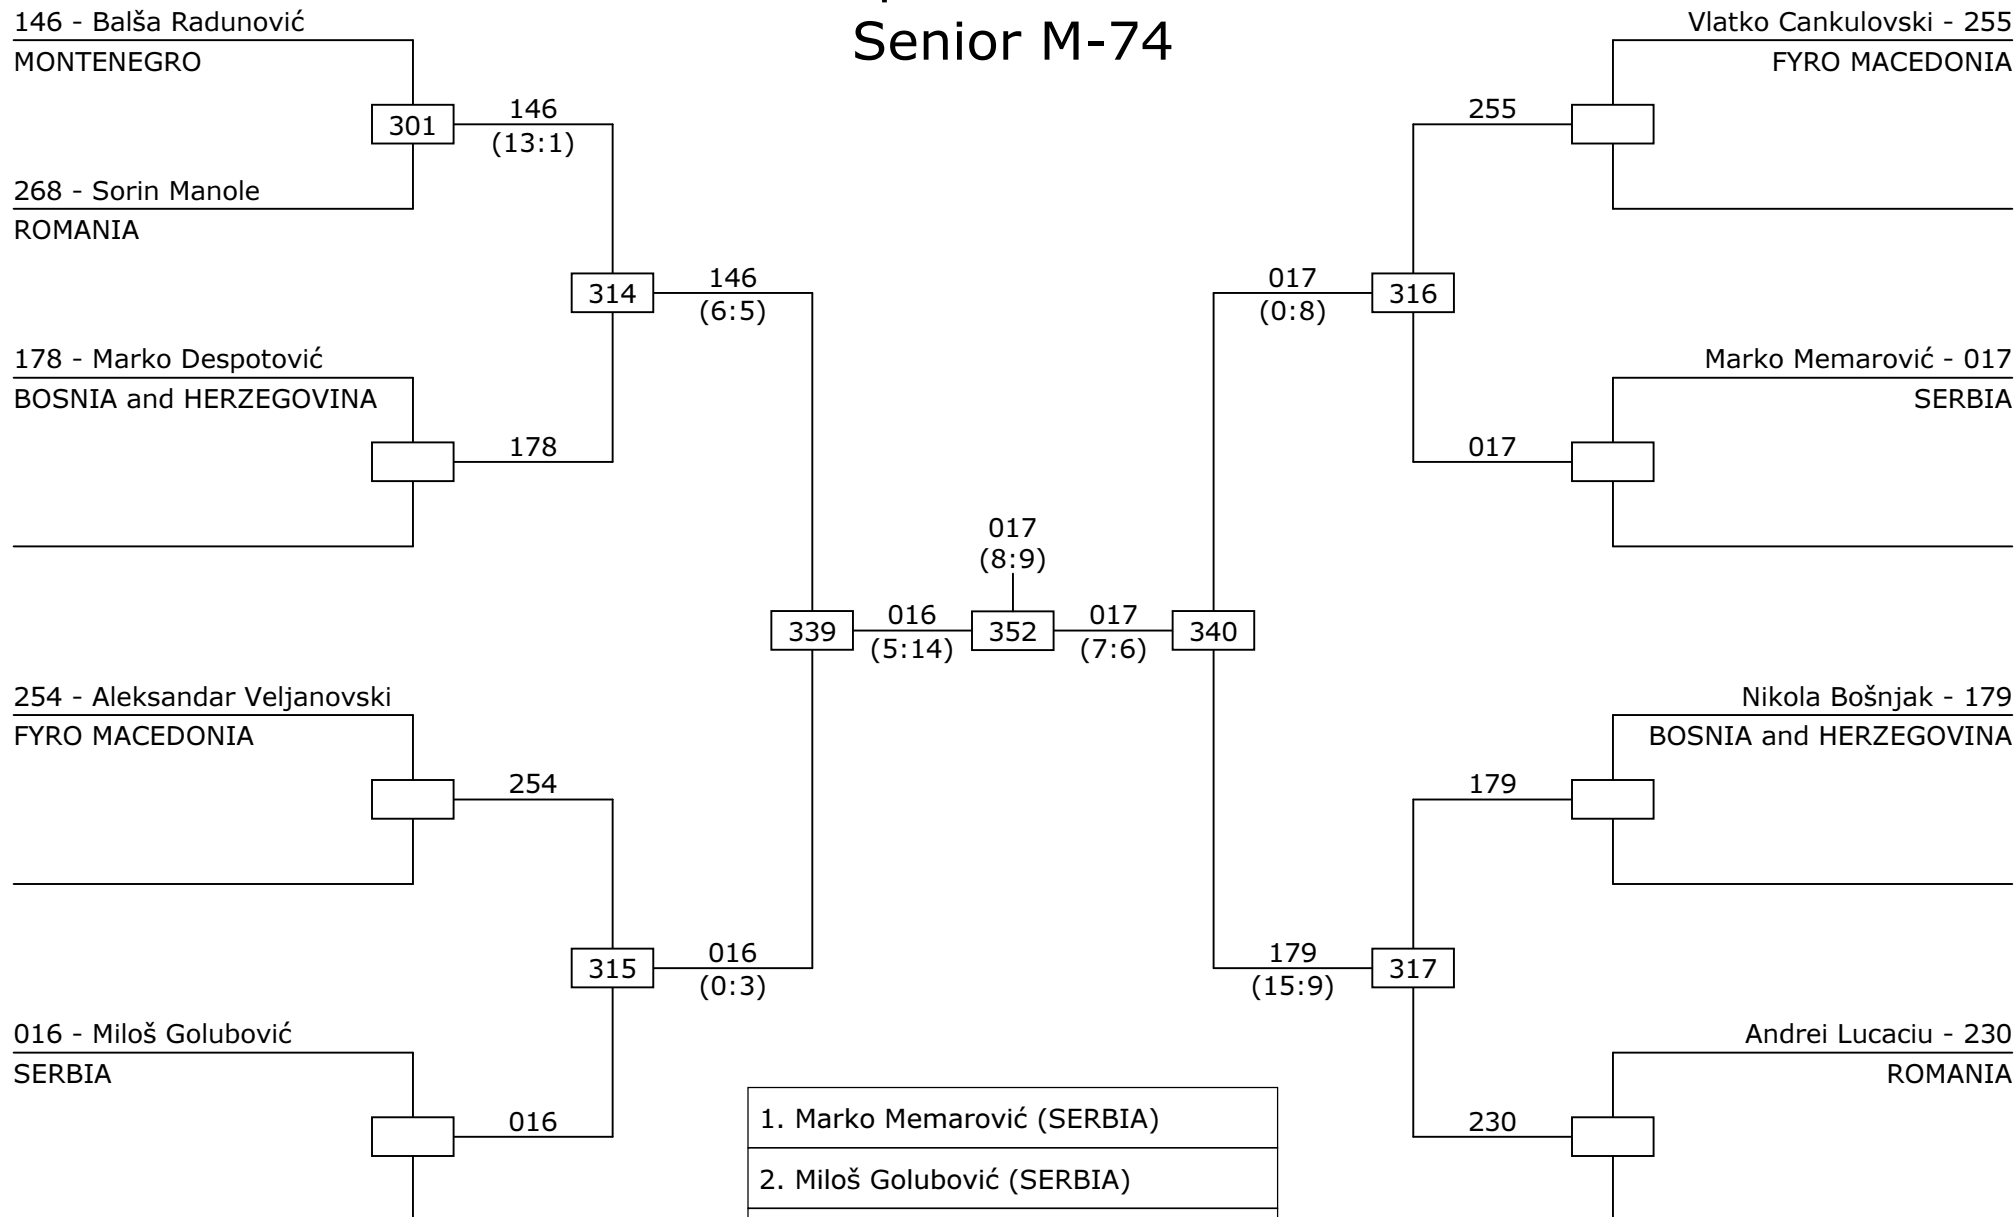 Senior M-74
146 - Balša Radunović
MONTENEGRO
301
146
(13:1)
268 - Sorin Manole
ROMANIA
314
146
(6:5)
178 - Marko Despotović
BOSNIA and HERZEGOVINA
178
254 - Aleksandar Veljanovski
FYRO MACEDONIA
254
315
016
(0:3)
016 - Miloš Golubović
SERBIA
016
339
016
(5:14)
017
(8:9)
352
017
(7:6)
340
Vlatko Cankulovski - 255
FYRO MACEDONIA
255
017
(0:8)
316
Marko Memarović - 017
SERBIA
017
Nikola Bošnjak - 179
BOSNIA and HERZEGOVINA
179
179
(15:9)
317
Andrei Lucaciu - 230
ROMANIA
230
1. Marko Memarović (SERBIA)
2. Miloš Golubović (SERBIA)